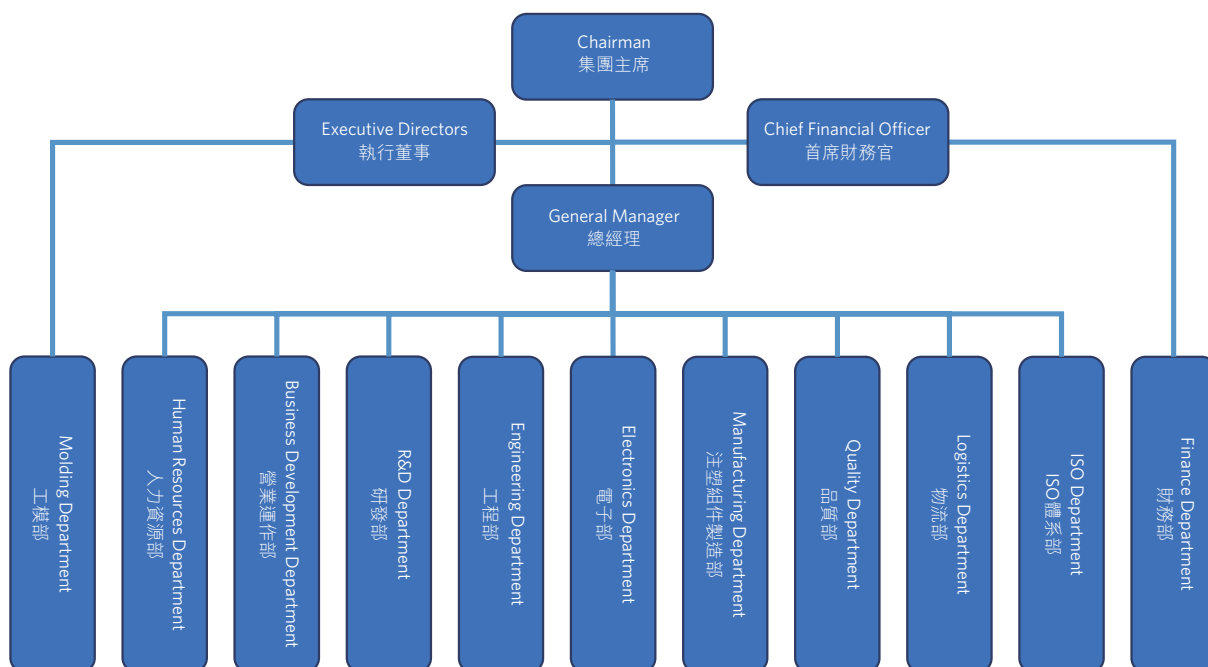 Chairman
集團主席
Executive Directors
執行董事
Chief Financial Officer
首席財務官
General Manager
總經理
Molding Department
工模部
Human Resources Department
人力資源部
Business Development Department
營業運作部
R&D Department
研發部
Engineering Department
工程部
Electronics Department
電子部
Manufacturing Department
注塑組件製造部
Quality Department
品質部
Logistics Department
物流部
ISO Department
ISO體系部
Finance Department
財務部